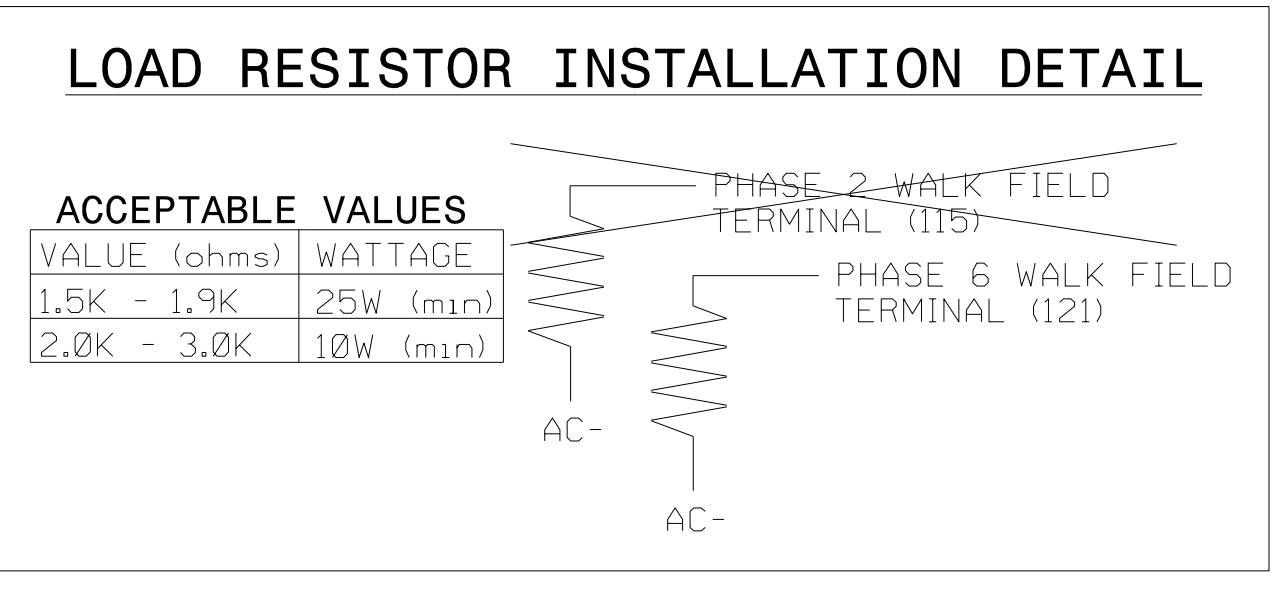 LOAD RESISTOR INSTALLATION DETAIL
ACCEPTABLE VALUES
VALUE (ohms) WATTAGE
1.5K - 1.9K 25W (min)
2.0K - 3.0K 10W (min)
PHASE 2 WALK FIELD
TERMINAL (115)
AC-
PHASE 6 WALK FIELD
TERMINAL (121)
AC-